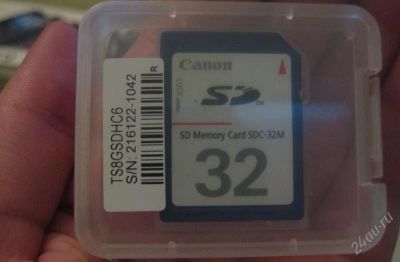 Canon
SD
SD Memory Card SDC-32M
32
TS8GSDHC6
S/N: 216122-1042
R
24au.ru